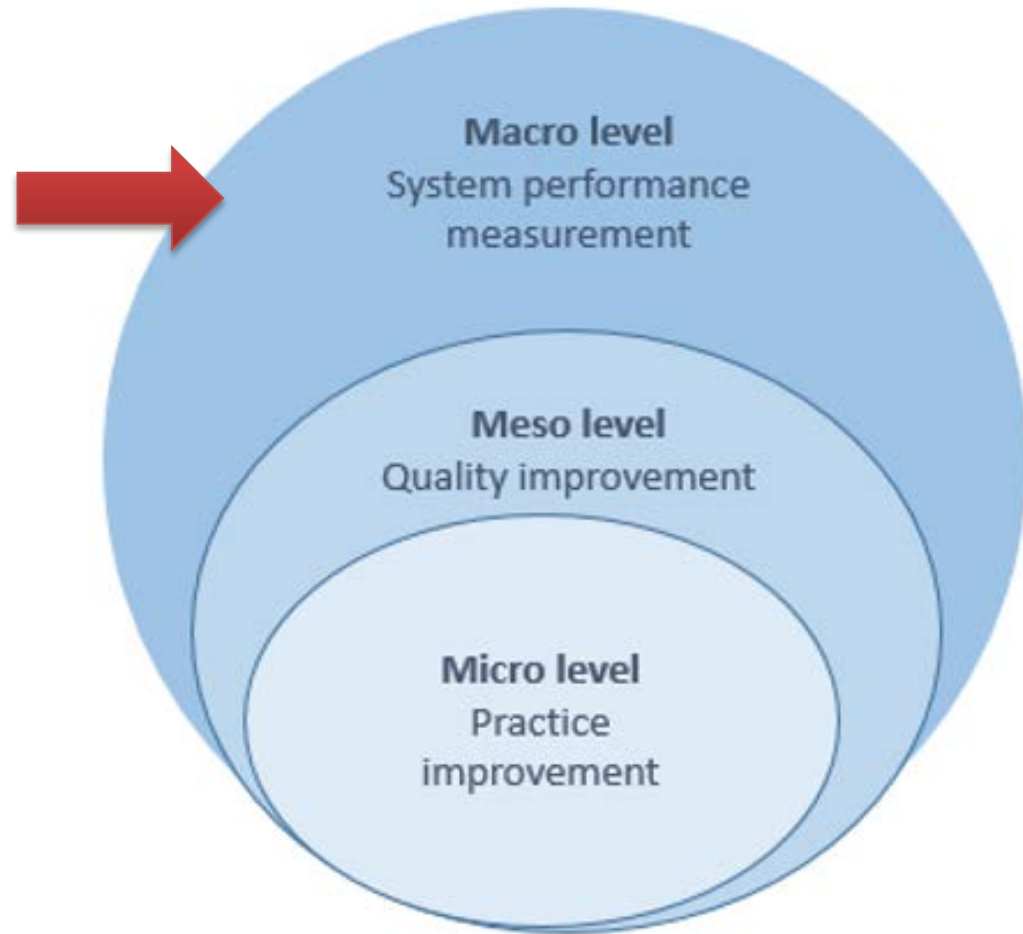 Macro level
System performance
measurement
Meso level
Quality improvement
Micro level
Practice
improvement